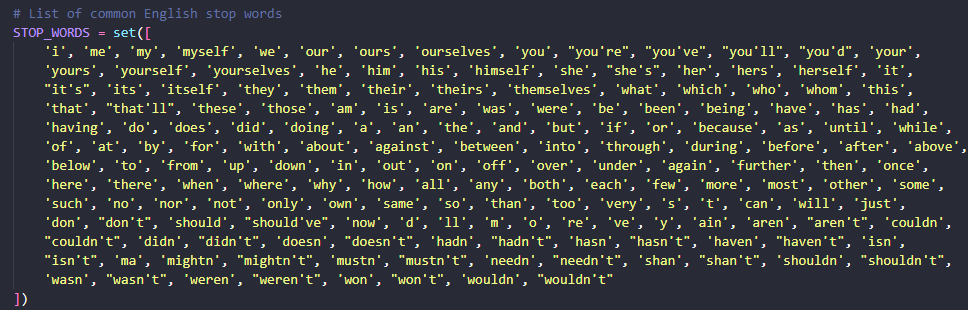 # List of common English stop words
STOP_WORDS = set([
    'i', 'me', 'my', 'myself', 'we', 'our', 'ours', 'ourselves', 'you', "you're", "you've", "you'll", "you'd", 'your',
    'yours', 'yourself', 'yourselves', 'he', 'him', 'his', 'himself', 'she', "she's", 'her', 'hers', 'herself', 'it',
    "it's", 'its', 'itself', 'they', 'them', 'their', 'theirs', 'themselves', 'what', 'which', 'who', 'whom', 'this',
    'that', "that'll", 'these', 'those', 'am', 'is', 'are', 'was', 'were', 'be', 'been', 'being', 'have', 'has', 'had',
    'having', 'do', 'does', 'did', 'doing', 'a', 'an', 'the', 'and', 'but', 'if', 'or', 'because', 'as', 'until', 'while',
    'of', 'at', 'by', 'for', 'with', 'about', 'against', 'between', 'into', 'through', 'during', 'before', 'after', 'above',
    'below', 'to', 'from', 'up', 'down', 'in', 'out', 'on', 'off', 'over', 'under', 'again', 'further', 'then', 'once',
    'here', 'there', 'when', 'where', 'why', 'how', 'all', 'any', 'both', 'each', 'few', 'more', 'most', 'other', 'some',
    'such', 'no', 'nor', 'not', 'only', 'own', 'same', 'so', 'than', 'too', 'very', 's', 't', 'can', 'will', 'just',
    'don', "don't", 'should', "should've", 'now', 'd', 'll', 'm', 'o', 're', 've', 'y', 'ain', 'aren', "aren't", 'couldn',
    "couldn't", 'didn', "didn't", 'doesn', "doesn't", 'hadn', "hadn't", 'hasn', "hasn't", 'haven', "haven't", 'isn',
    "isn't", 'ma', 'mightn', "mightn't", 'mustn', "mustn't", 'needn', "needn't", 'shan', "shan't", 'shouldn', "shouldn't",
    'wasn', "wasn't", 'weren', "weren't", 'won', "won't", 'wouldn', "wouldn't"
])